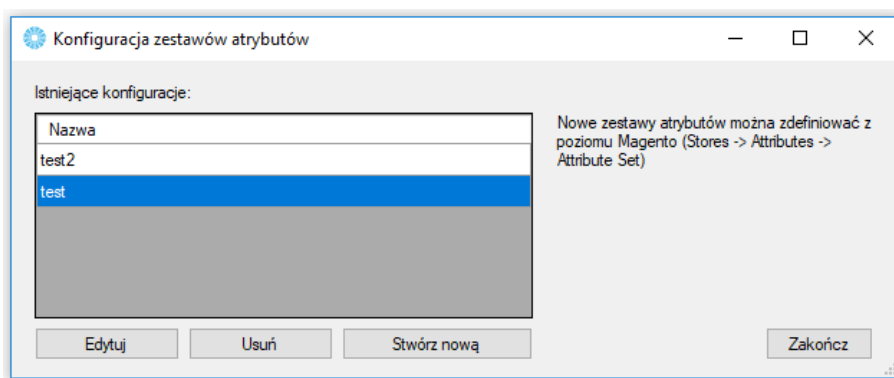 Konfiguracja zestawów atrybutów
Istniejące konfiguracje:
Nazwa
test2
test
Nowe zestawy atrybutów można zdefiniować z
poziomu Magento (Stores -> Attributes ->
Attribute Set)
Edytuj
Usuń
Stwórz nową
Zakończ